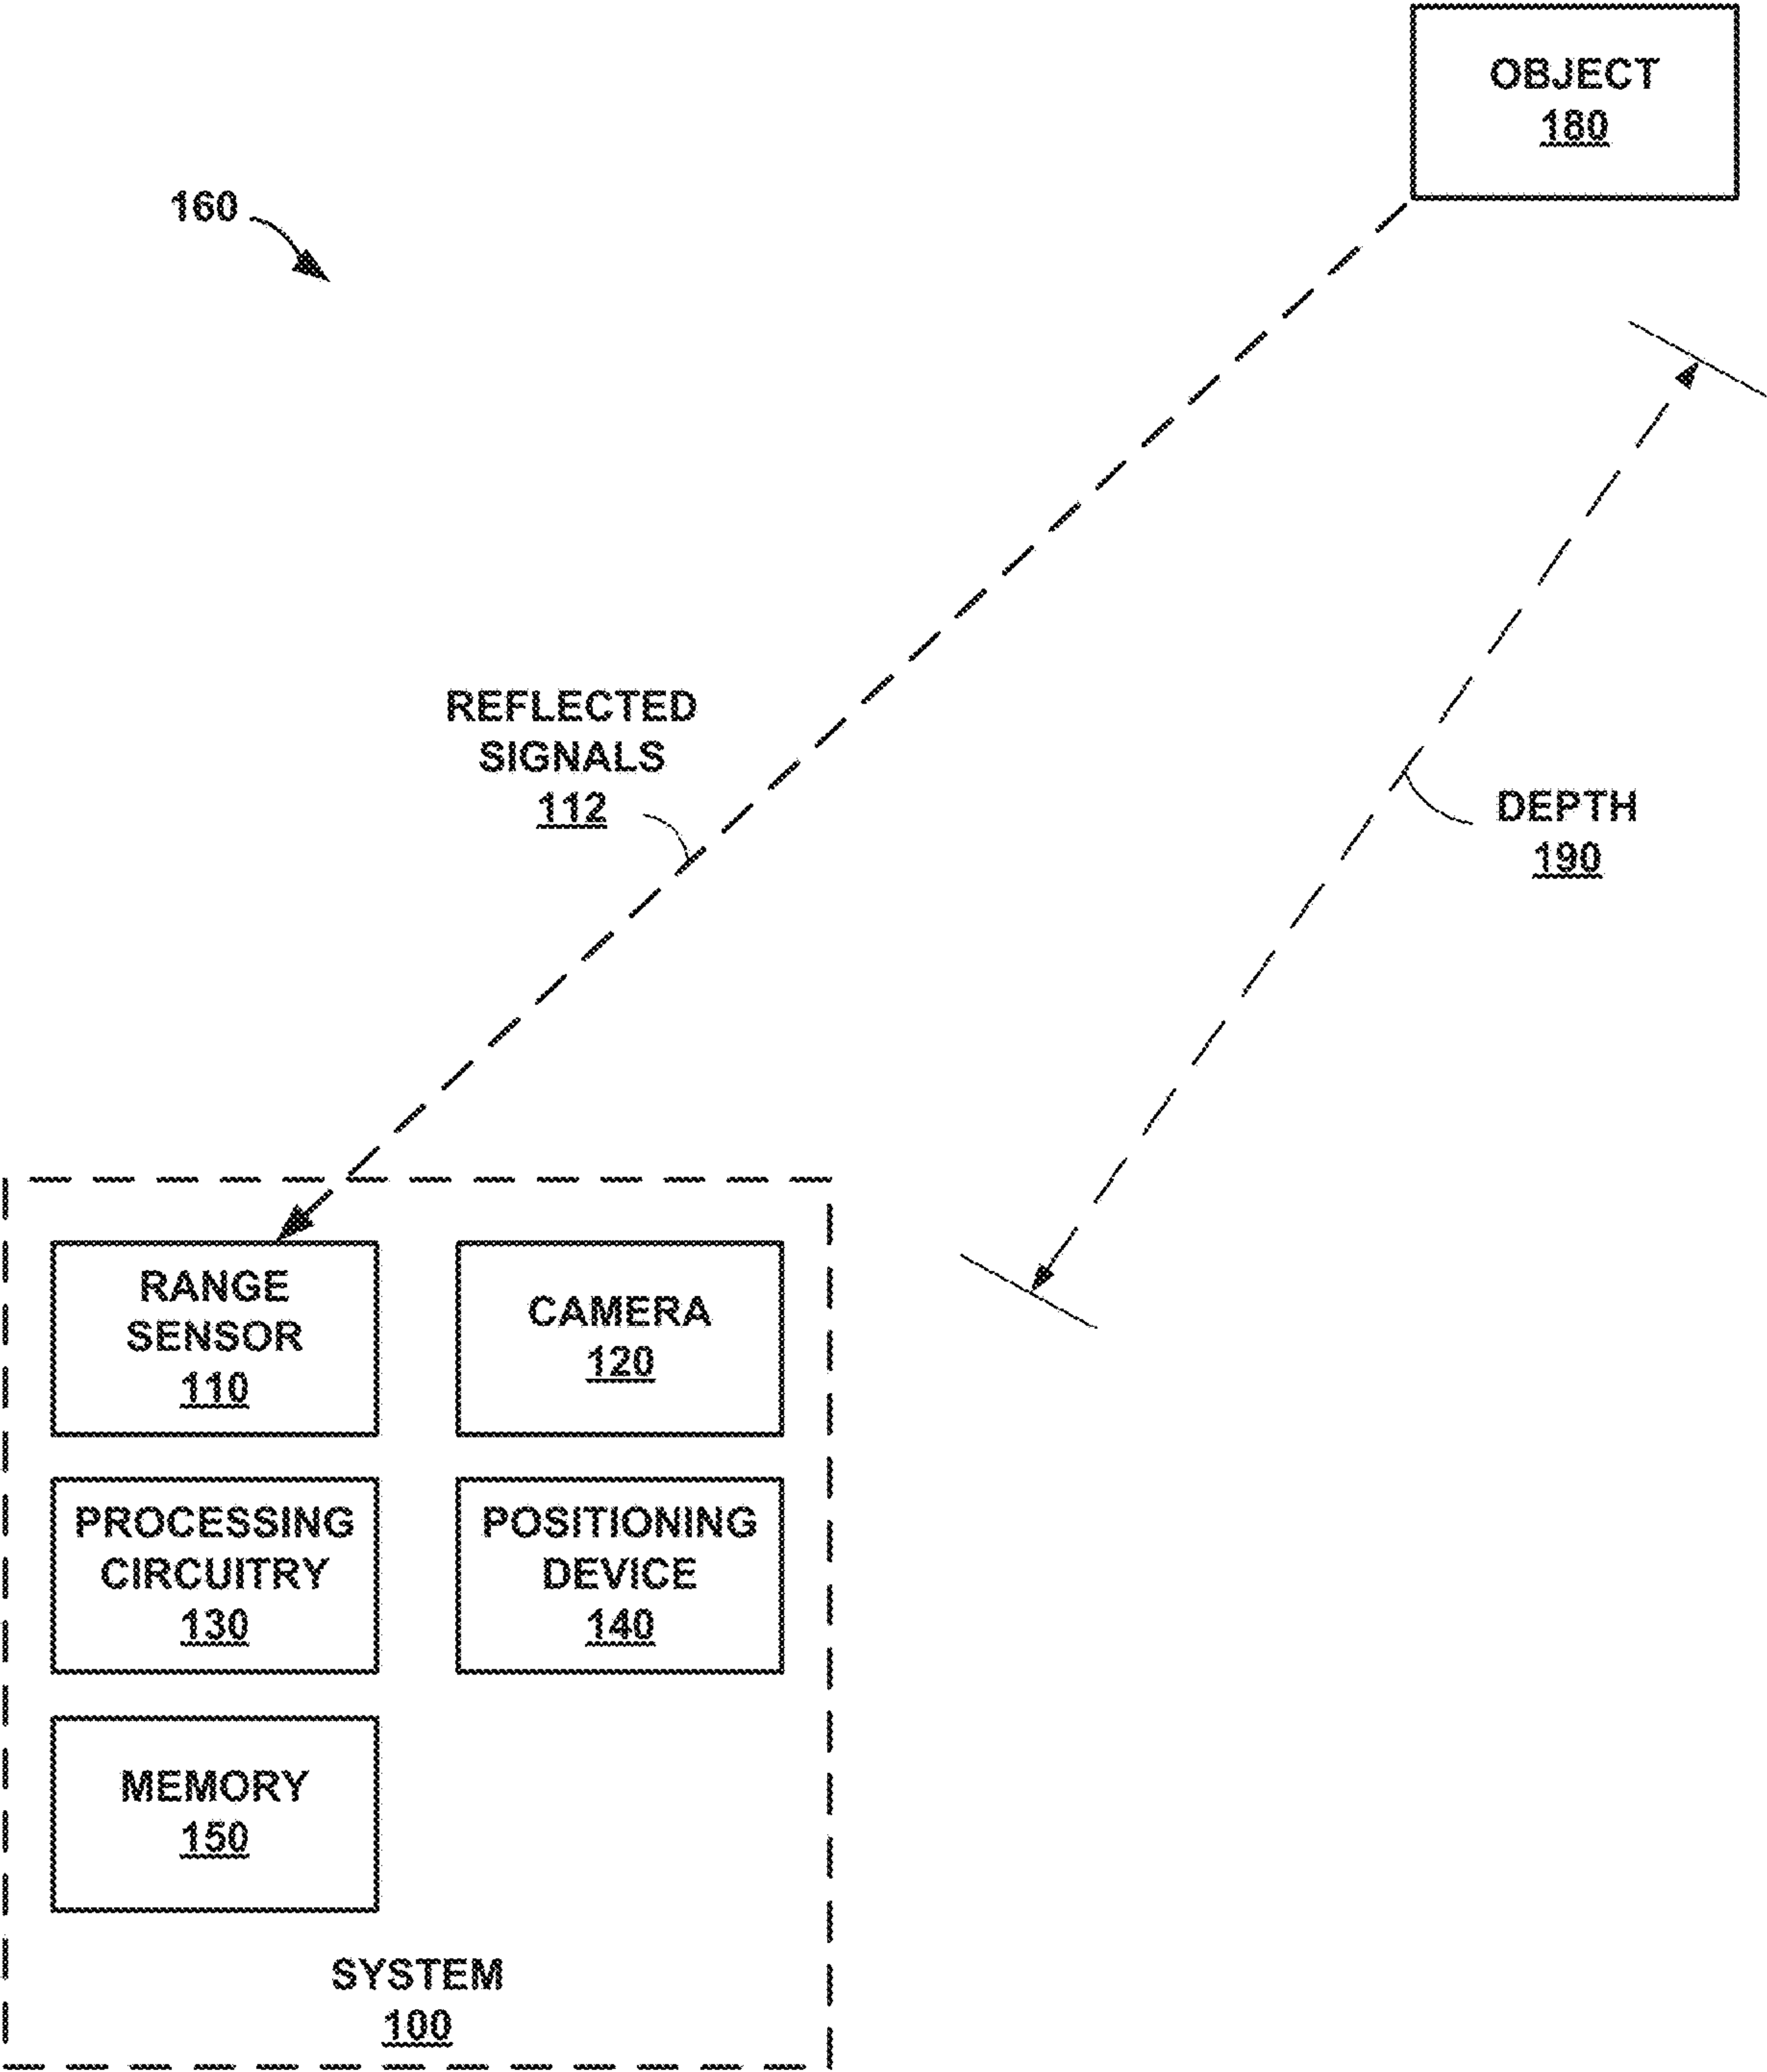 OBJECT
180
160
REFLECTED
SIGNALS
112
DEPTH
190
RANGE
SENSOR
110
CAMERA
120
PROCESSING
CIRCUITRY
130
POSITIONING
DEVICE
140
MEMORY
150
SYSTEM
100